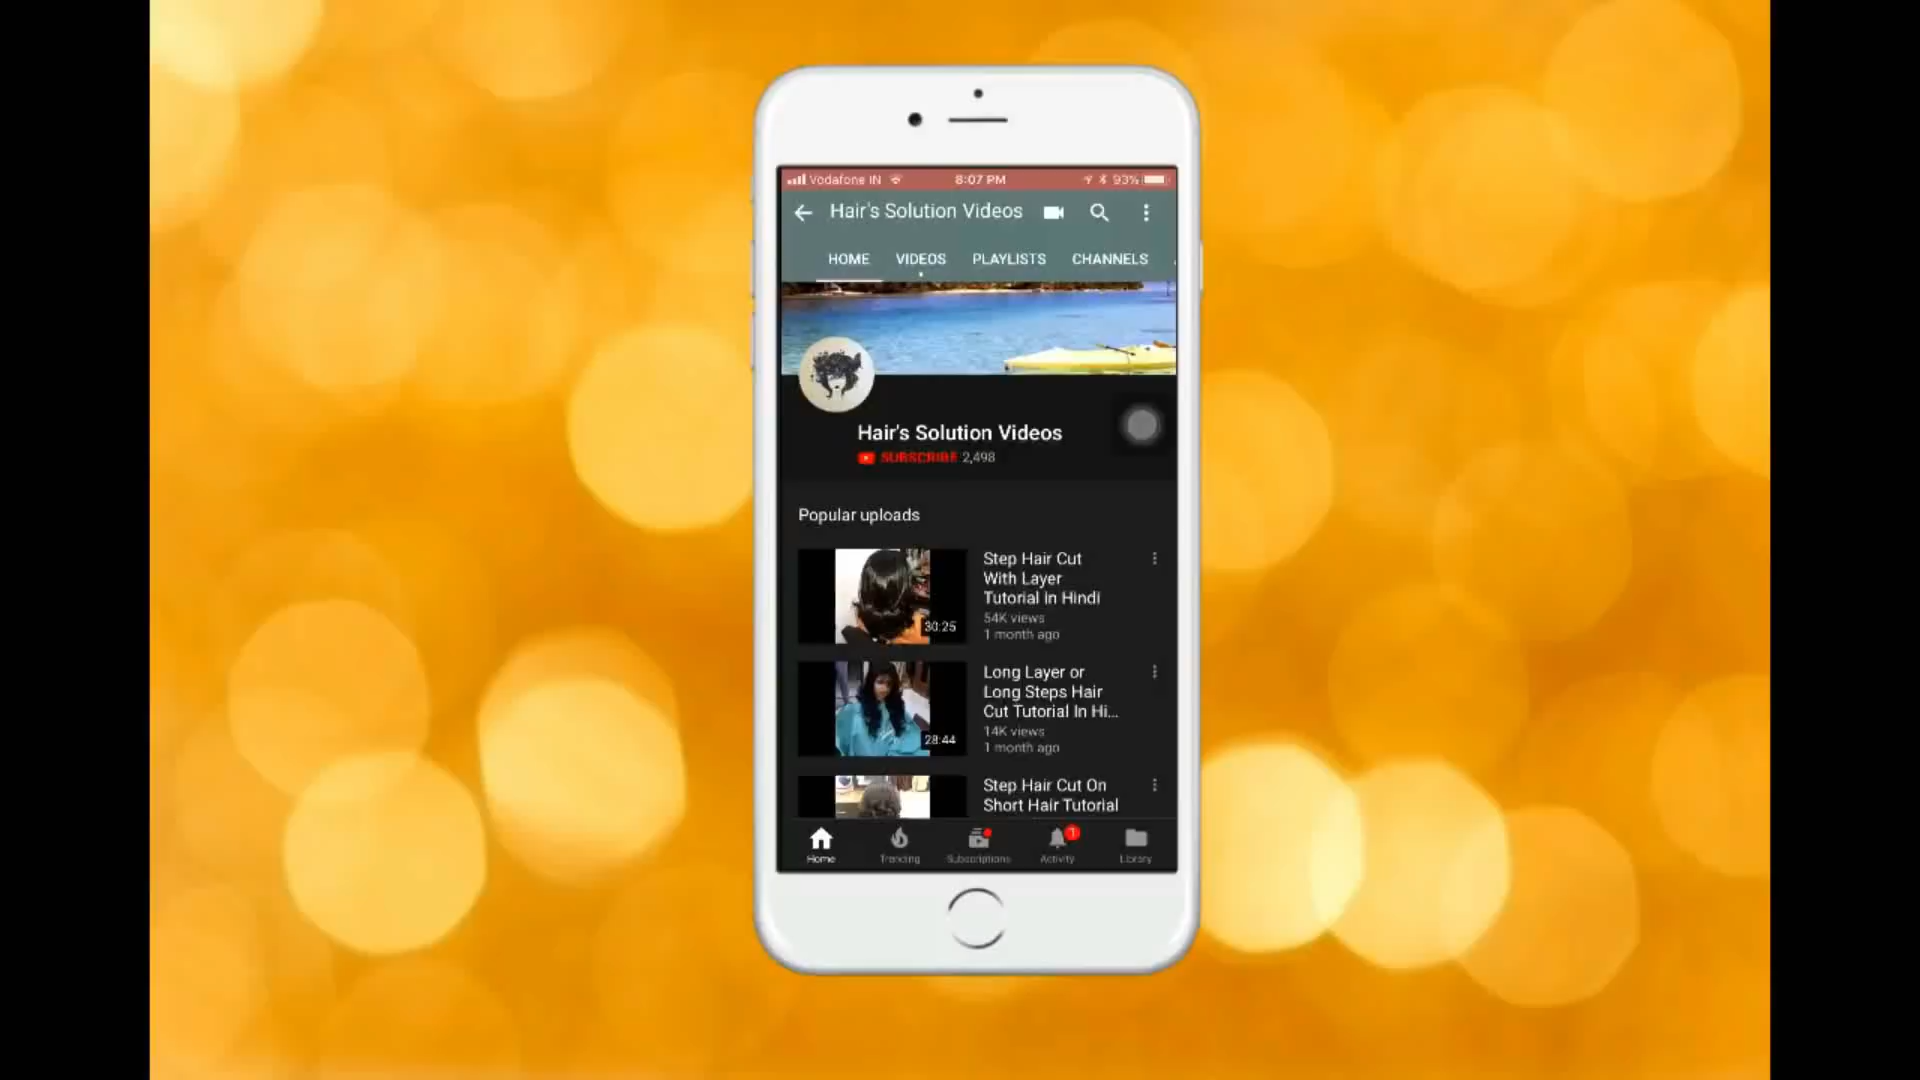 Vodafone IN 8:07 PM 93%
Hair's Solution Videos
HOME VIDEOS PLAYLISTS CHANNELS
Hair's Solution Videos
SUBSCRIBE 2,498
Popular uploads
Step Hair Cut
With Layer
Tutorial In Hindi
54K views
1 month ago
30:25
Long Layer or
Long Steps Hair
Cut Tutorial In Hi...
14K views
1 month ago
28:44
Step Hair Cut On
Short Hair Tutorial
1
Home Trending Subscriptions Activity Library